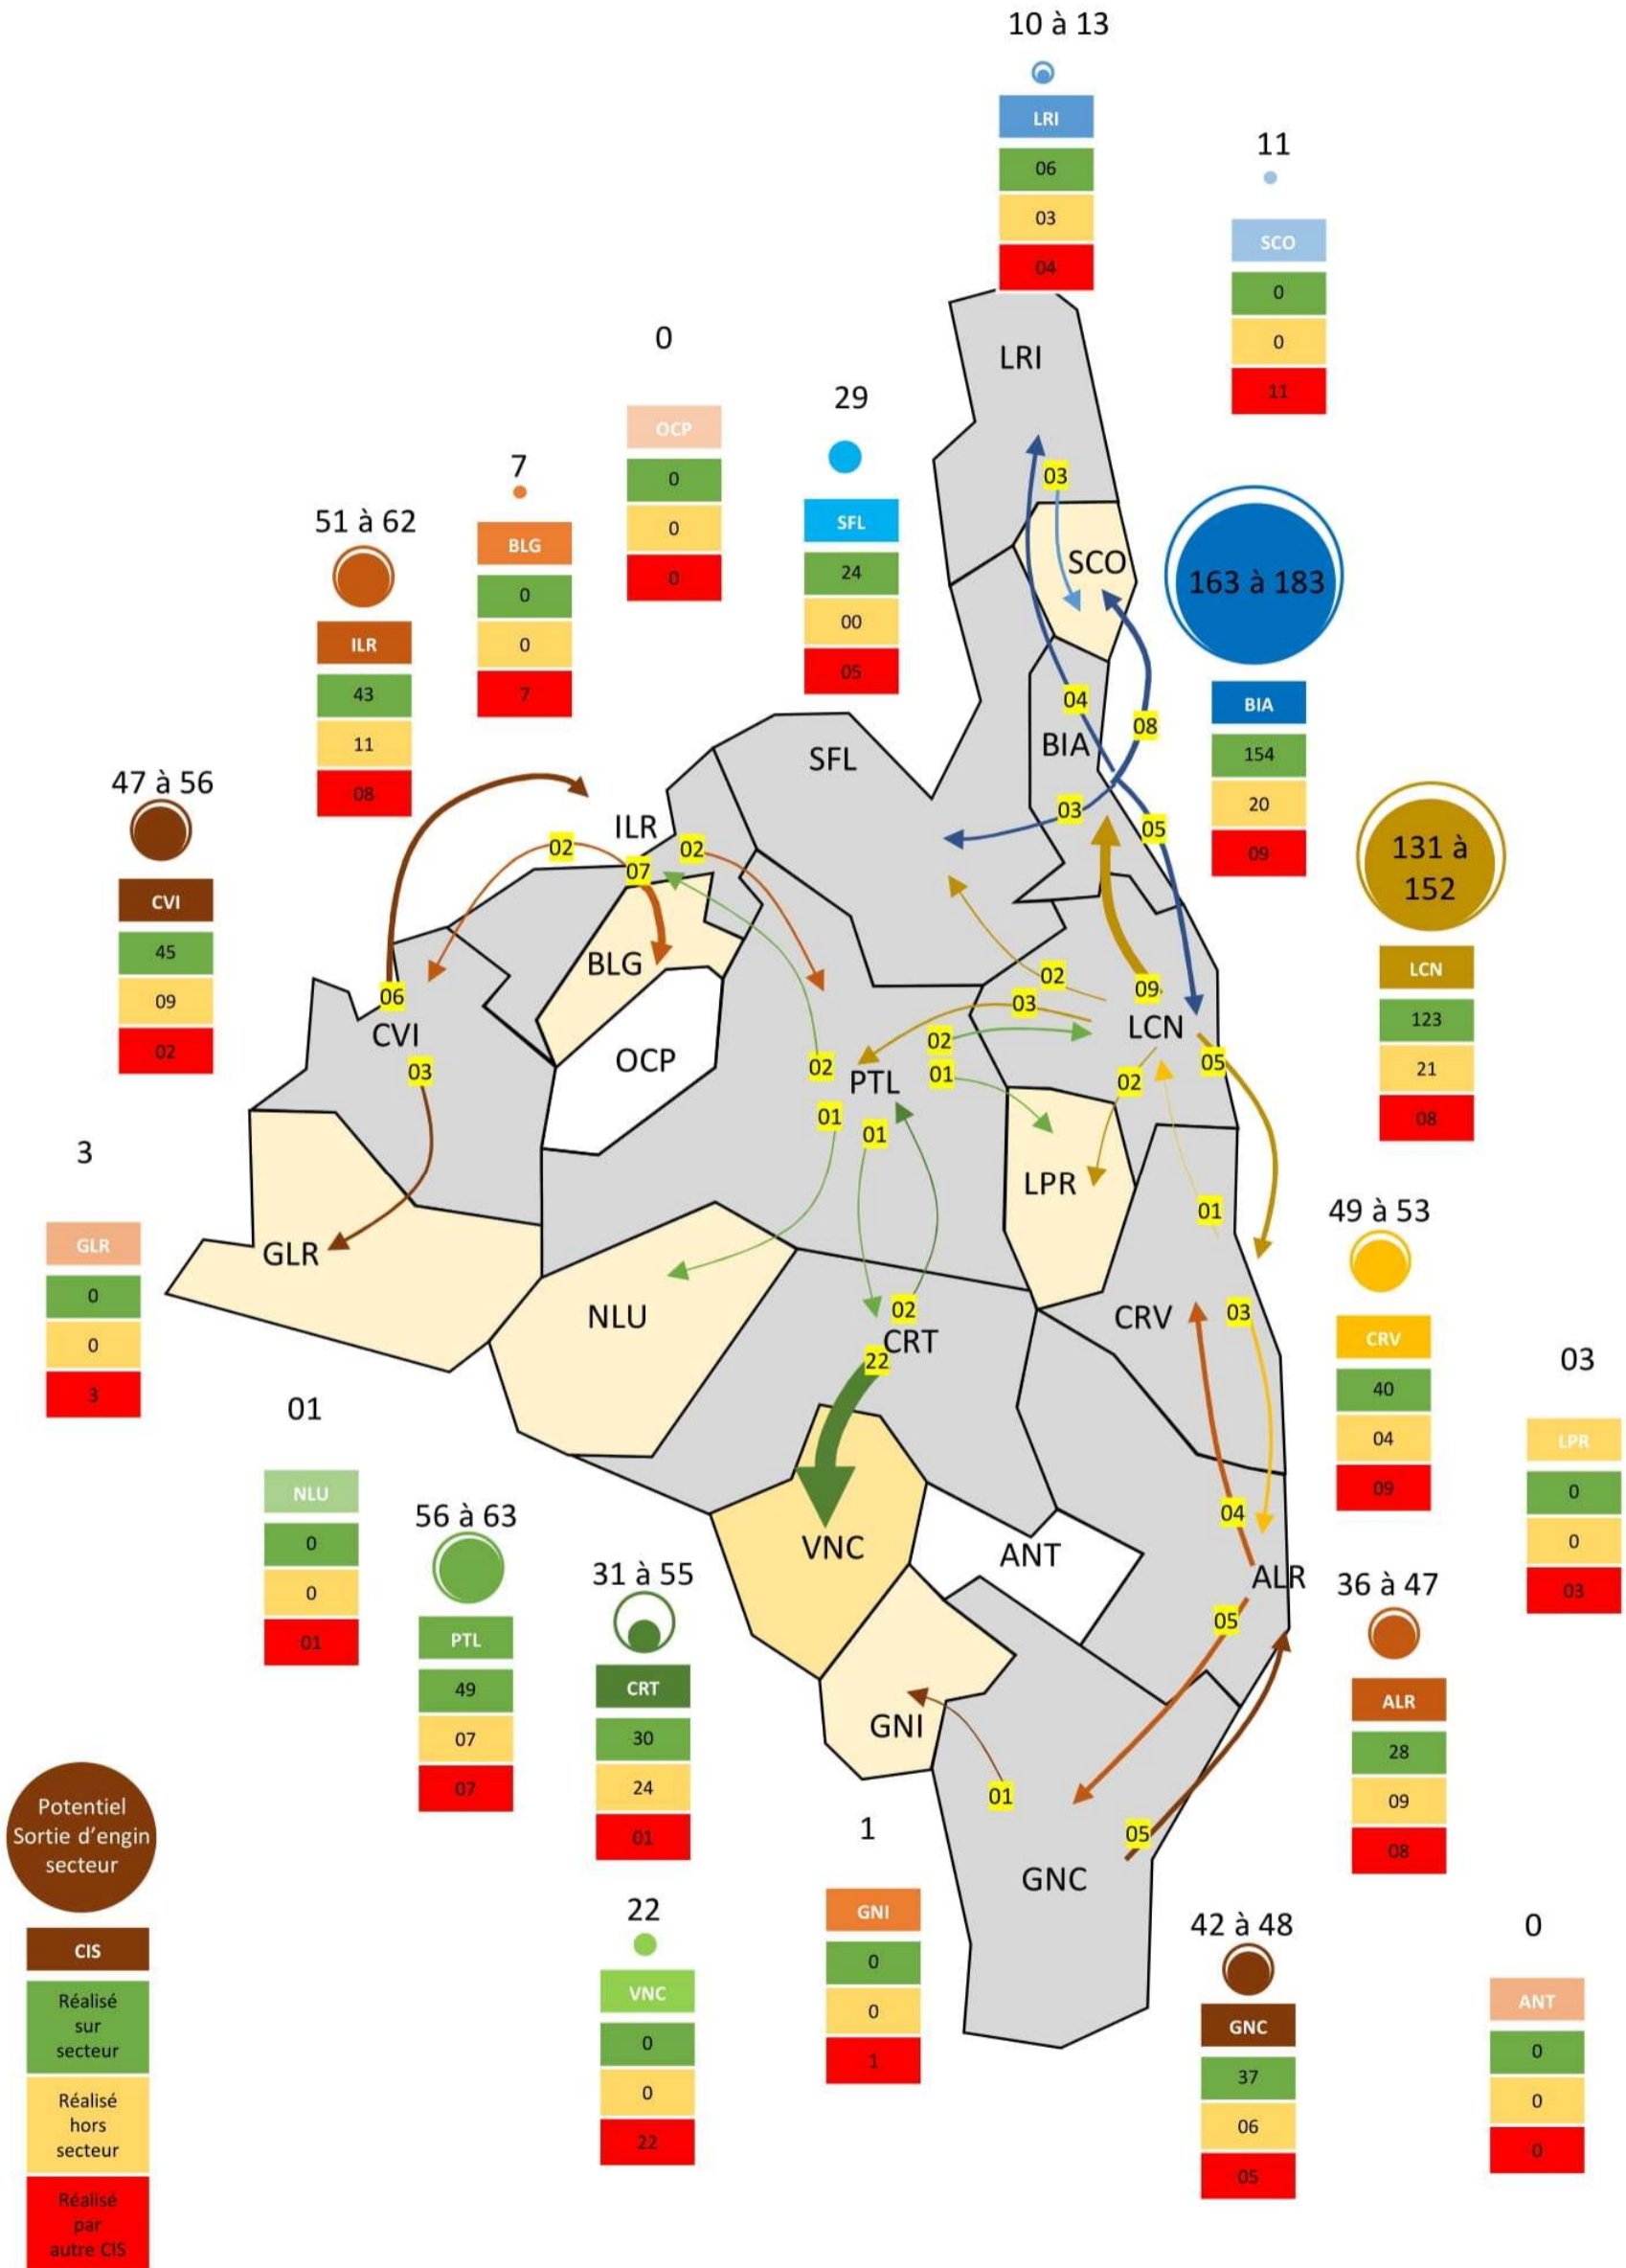 10 à 13
LRI
06
03
04
11
SCO
0
0
11
0
OCP
0
0
0
29
SFL
24
00
05
7
BLG
0
0
7
51 à 62
ILR
43
11
08
47 à 56
CVI
45
09
02
163 à 183
BIA
154
20
09
131 à
152
LCN
123
21
08
LRI
03
SCO
04
08
BIA
SFL
03
05
ILR
02
02
07
BLG
06
CVI
02
09
03
LCN
02
OCP
02
PTL
01
05
02
03
01
01
LPR
01
GLR
NLU
02
CRV
03
CRT
22
04
VNC
ANT
ALR
05
GNI
01
05
GNC
3
GLR
0
0
3
01
NLU
0
0
01
56 à 63
PTL
49
07
07
31 à 55
CRT
30
24
01
49 à 53
CRV
40
04
09
03
LPR
0
0
03
36 à 47
ALR
28
09
08
22
VNC
0
0
22
1
GNI
0
0
1
42 à 48
GNC
37
06
05
0
ANT
0
0
0
Potentiel
Sortie d'engin
secteur
CIS
Réalisé
sur
secteur
Réalisé
hors
secteur
Réalisé
par
autre CIS